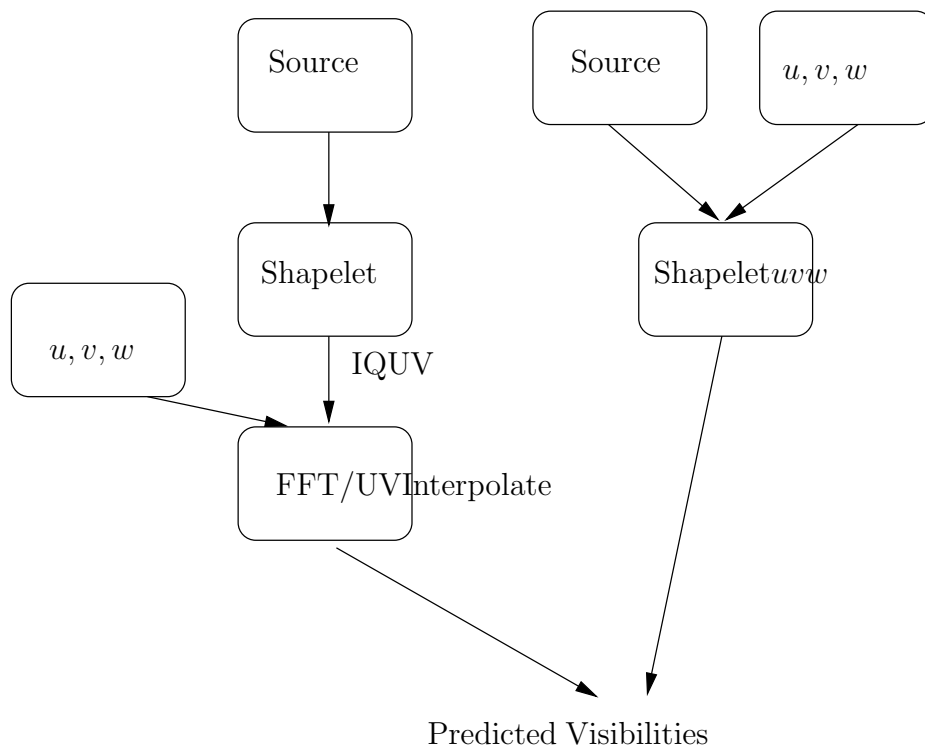 Source
Source
u, v, w
Shapelet
Shapeletuvw
u, v, w
IQUV
FFT/UVInterpolate
Predicted Visibilities